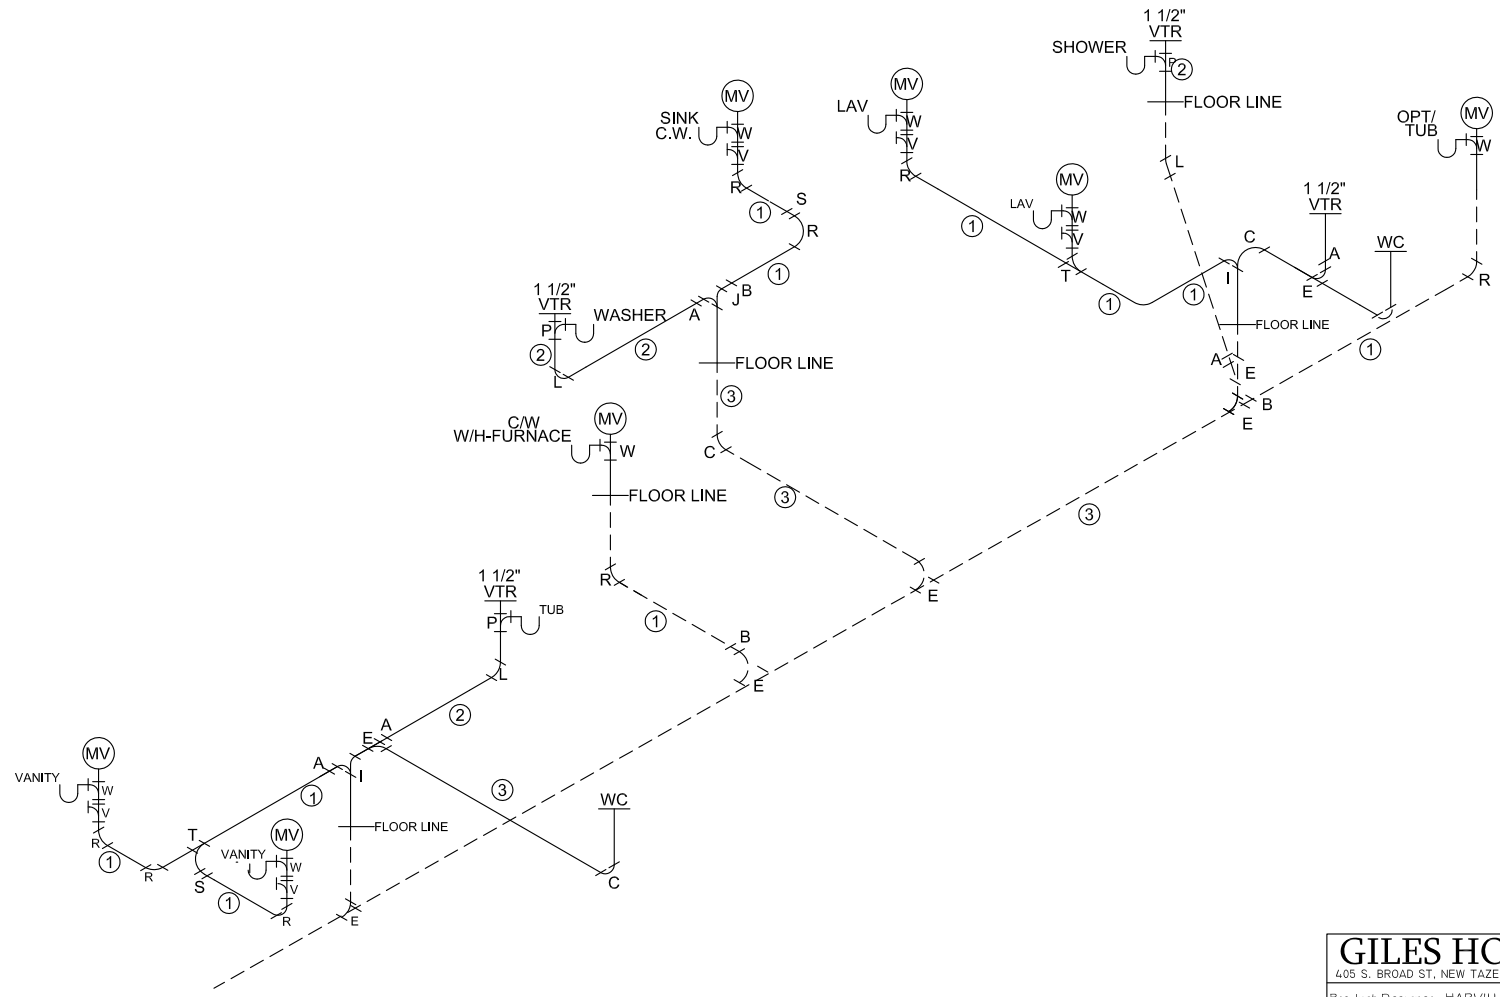 1 1/2"
VTR
SHOWER
P
2
FLOOR LINE
L
MV
SINK
C.W.
W
V
R
1
S
R
1
B
J
A
MV
LAV
W
V
R
1
MV
LAV
W
V
T
1
1
I
C
1 1/2"
VTR
A
E
WC
OPT/
TUB
MV
W
R
1
FLOOR LINE
A
E
B
E
1 1/2"
VTR
P
WASHER
2
L
2
FLOOR LINE
3
C
3
E
3
C/W
W/H-FURNACE
MV
W
FLOOR LINE
R
1
B
E
1 1/2"
VTR
P
TUB
L
2
A
E
A
I
1
3
WC
C
MV
VANITY
W
V
R
1
R
T
S
1
MV
VANITY
W
V
R
FLOOR LINE
E
GILES HO
405 S. BROAD ST, NEW TAZE